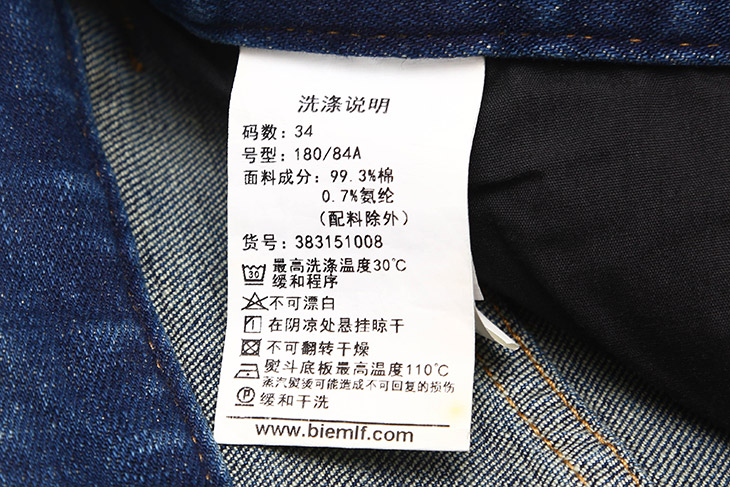 洗涤说明
码数: 34
号型: 180/84A
面料成分: 99.3%棉
0.7%氨纶
(配料除外)
货号: 383151008
30 最高洗涤温度30℃
缓和程序
不可漂白
在阴凉处悬挂晾干
不可翻转干燥
熨斗底板最高温度110℃
蒸汽熨烫可能造成不可回复的损伤
P 缓和干洗
www.biemlf.com